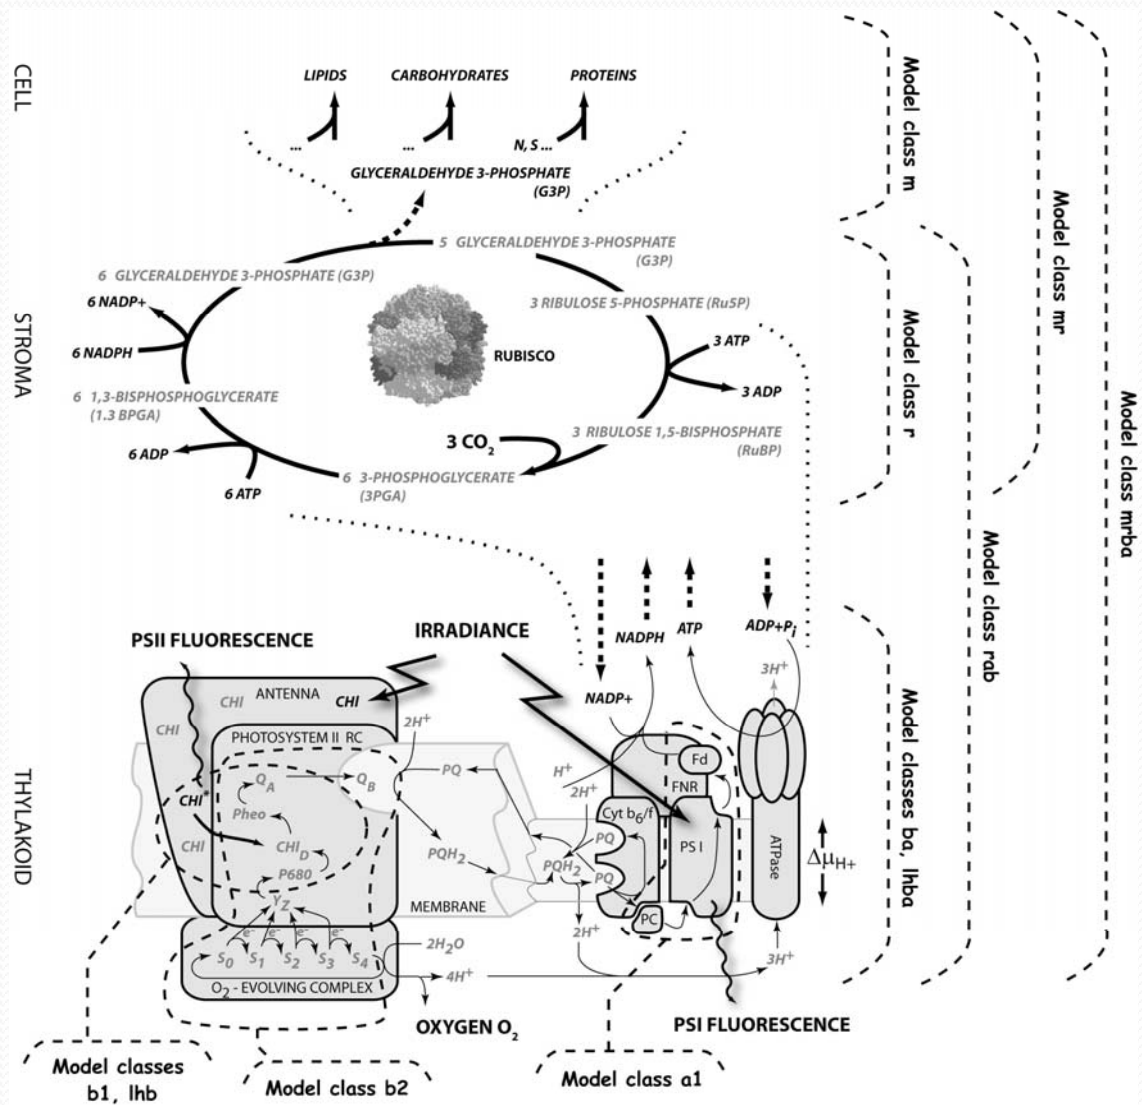 CELL
LIPIDS
CARBOHYDRATES
PROTEINS
...
...
N, S ...
GLYCERALDEHYDE 3-PHOSPHATE
(G3P)
STROMA
5 GLYCERALDEHYDE 3-PHOSPHATE
(G3P)
6 GLYCERALDEHYDE 3-PHOSPHATE (G3P)
6 NADP+
6 NADPH
3 RIBULOSE 5-PHOSPHATE (Ru5P)
RUBISCO
3 ATP
3 ADP
6 1,3-BISPHOSPHOGLYCERATE
(1.3 BPGA)
6 ADP
6 ATP
3 CO2
3 RIBULOSE 1,5-BISPHOSPHATE
(RuBP)
6 3-PHOSPHOGLYCERATE
(3PGA)
THYLAKOID
PSII FLUORESCENCE
IRRADIANCE
NADPH
ATP
ADP+Pi
NADP+
3H+
ANTENNA
CHl
CHl
CHl
2H+
PHOTOSYSTEM II RC
QA
QB
PQ
CHl*
Pheo
CHl
CHlD
P680
PQH2
YZ
MEMBRANE
e-
e-
e-
e-
S0
S1
S2
S3
S4
2H2O
4H+
O2 - EVOLVING COMPLEX
OXYGEN O2
H+
2H+
Fd
FNR
Cyt b6/f
PQ
PQH2
PQ
PS I
PC
2H+
ATPase
ΔμH+
3H+
PSI FLUORESCENCE
Model classes
b1, lhb
Model class b2
Model class a1
Model class m
Model class r
Model classes ba, lhba
Model class rab
Model class mr
Model class mrba